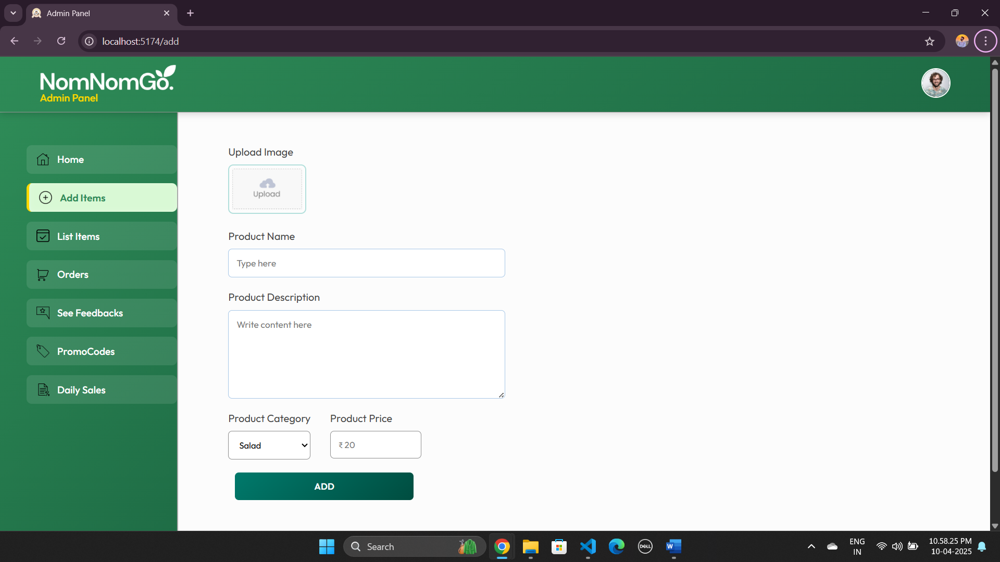 Admin Panel
localhost:5174/add
NomNomGo.
Admin Panel
Home
Add Items
List Items
Orders
See Feedbacks
PromoCodes
Daily Sales
Upload Image
Upload
Product Name
Type here
Product Description
Write content here
Product Category
Product Price
Salad
₹ 20
ADD
Search
DELL
W
ENG
IN
10.58.25 PM
10-04-2025